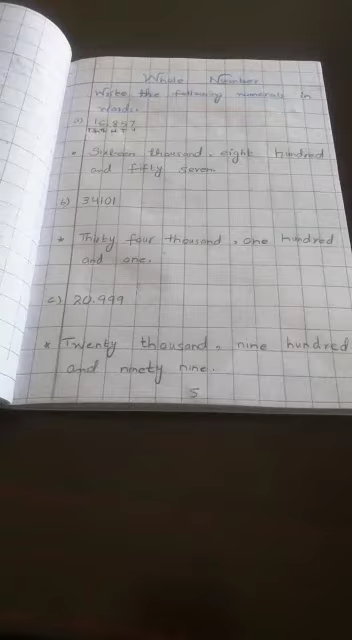 Whole Number
Write the following numerals in
words.
a) 16,857
* Sixteen thousand, eight hundred
and fifty seven
b) 34101
* Thirty four thousand, one hundred
and one.
c) 20.999
* Twenty thousand, nine hundred
and ninety nine.
5